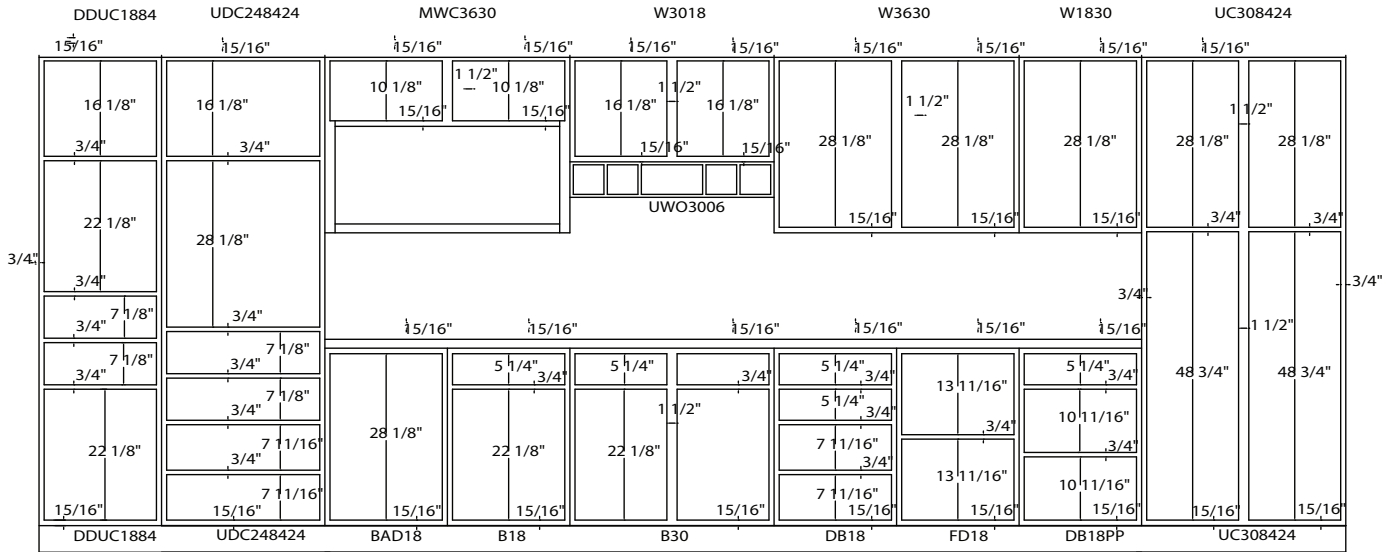 DDUC1884 UDC248424 MWC3630 W3018 W3630 W1830 UC308424
15/16" 15/16" 15/16" 15/16" 15/16" 15/16" 15/16" 15/16" 15/16" 15/16"
1 1/2"
16 1/8" 16 1/8" 10 1/8" 10 1/8" 16 1/8" 1 1/2" 16 1/8" 1 1/2" 1 1/2"
15/16" 15/16"
28 1/8" 28 1/8" 28 1/8" 28 1/8" 28 1/8"
3/4" 3/4" 15/16" 15/16"
UWO3006
22 1/8" 15/16" 15/16" 15/16" 3/4" 3/4"
28 1/8"
3/4" 3/4"
3/4" 3/4"
7 1/8" 15/16" 15/16" 15/16" 15/16" 15/16" 15/16" 1 1/2"
3/4" 3/4"
7 1/8" 7 1/8" 5 1/4" 5 1/4" 5 1/4" 5 1/4"
3/4" 3/4" 3/4" 3/4" 3/4" 3/4" 48 3/4" 48 3/4"
13 11/16"
7 1/8" 5 1/4"
3/4" 1 1/2" 3/4" 10 11/16"
3/4"
22 1/8" 7 11/16" 28 1/8" 22 1/8" 22 1/8" 7 11/16" 3/4"
3/4" 3/4"
7 11/16" 7 11/16" 13 11/16" 10 11/16"
15/16" 15/16" 15/16" 15/16" 15/16" 15/16" 15/16" 15/16" 15/16" 15/16"
DDUC1884 UDC248424 BAD18 B18 B30 DB18 FD18 DB18PP UC308424